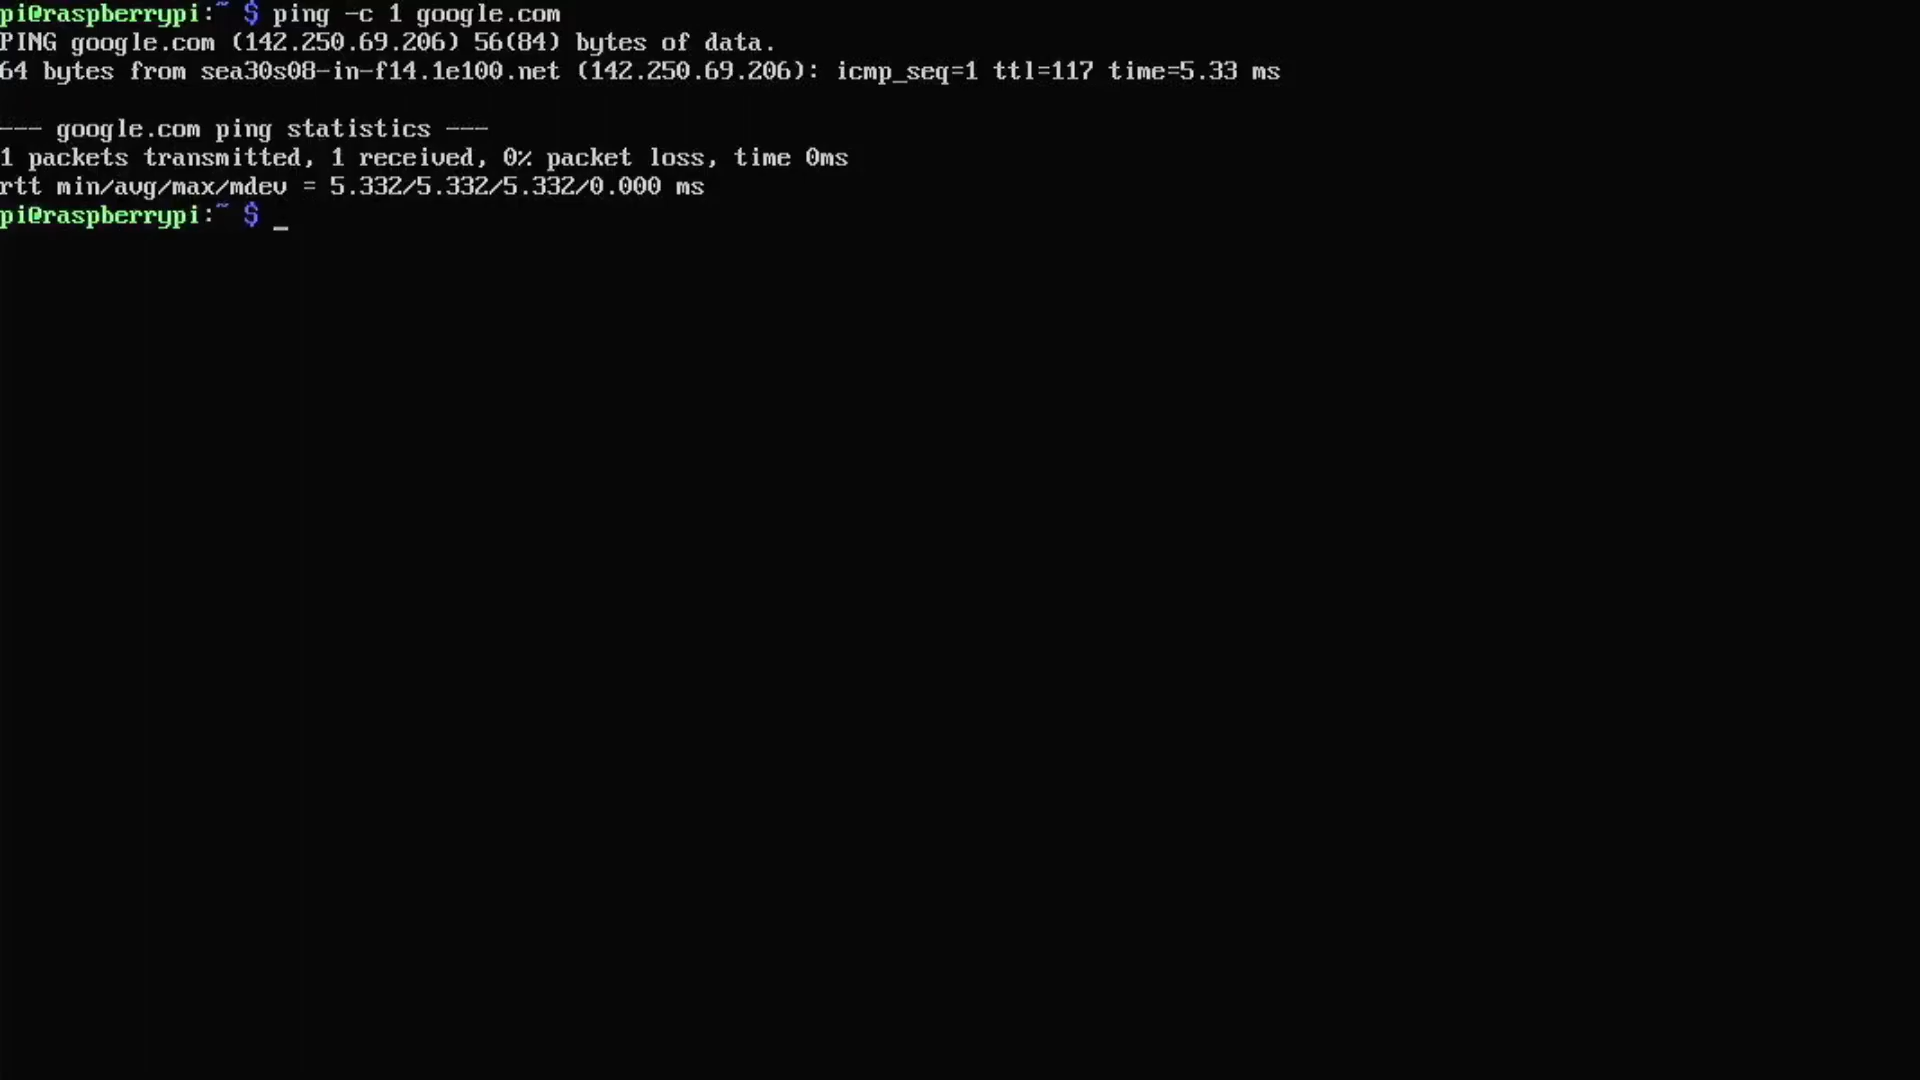 pi@raspberrypi:~ $ ping -c 1 google.com
PING google.com (142.250.69.206) 56(84) bytes of data.
64 bytes from sea30s08-in-f14.1e100.net (142.250.69.206): icmp_seq=1 ttl=117 time=5.33 ms
--- google.com ping statistics ---
1 packets transmitted, 1 received, 0% packet loss, time 0ms
rtt min/avg/max/mdev = 5.332/5.332/5.332/0.000 ms
pi@raspberrypi:~ $ _